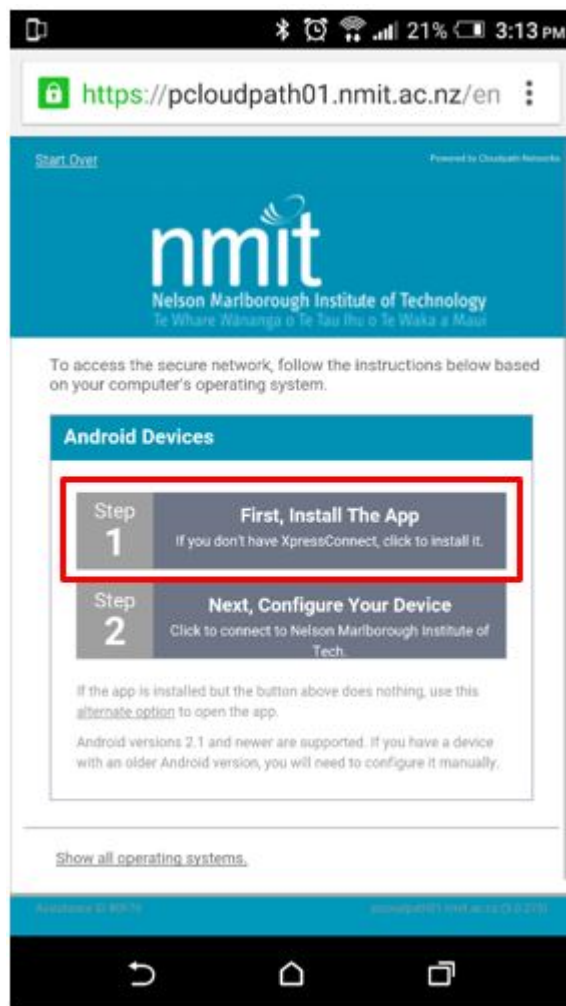 21% 3:13 PM
https://pcloudpath01.nmit.ac.nz/en
Start Over
Powered by Cloudpath Networks
nmit
Nelson Marlborough Institute of Technology
Te Whare Wānanga o Te Tau Ihu o Te Waka a Maui
To access the secure network, follow the instructions below based
on your computer's operating system.
Android Devices
Step
1
First, Install The App
If you don't have XpressConnect, click to install it.
Step
2
Next, Configure Your Device
Click to connect to Nelson Marlborough Institute of
Tech.
If the app is installed but the button above does nothing, use this
alternate option to open the app.
Android versions 2.1 and newer are supported. If you have a device
with an older Android version, you will need to configure it manually.
Show all operating systems.